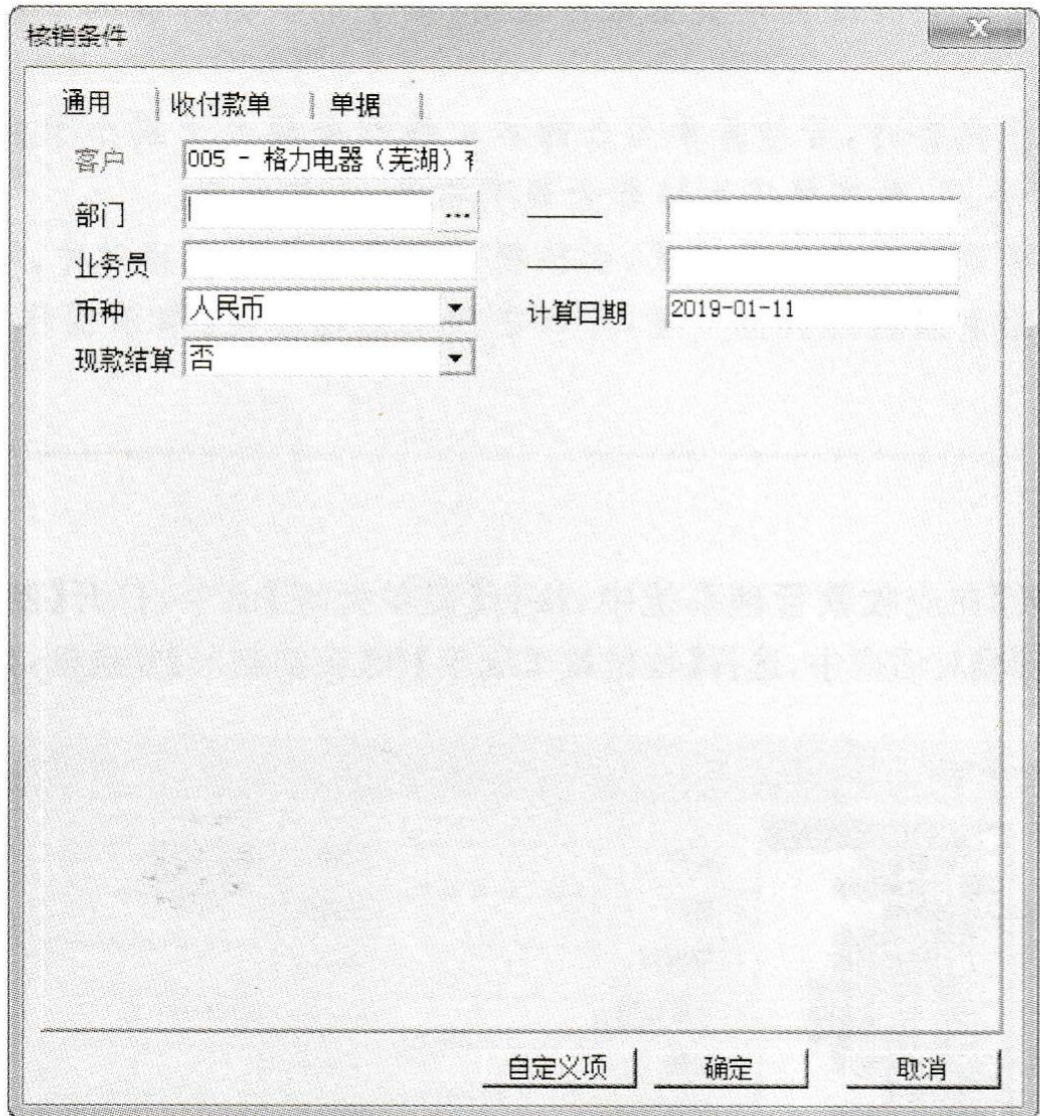 核销条件
通用 收付款单 单据
客户 005 - 格力电器（芜湖）
部门 ...
业务员
币种 人民币 计算日期 2019-01-11
现款结算 否
自定义项 确定 取消